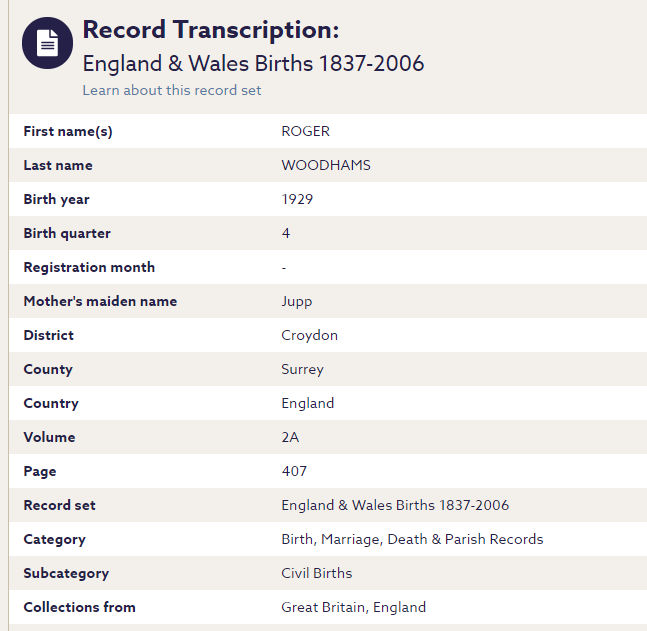 Record Transcription:
England & Wales Births 1837-2006
Learn about this record set
First name(s) ROGER
Last name WOODHAMS
Birth year 1929
Birth quarter 4
Registration month -
Mother's maiden name Jupp
District Croydon
County Surrey
Country England
Volume 2A
Page 407
Record set England & Wales Births 1837-2006
Category Birth, Marriage, Death & Parish Records
Subcategory Civil Births
Collections from Great Britain, England